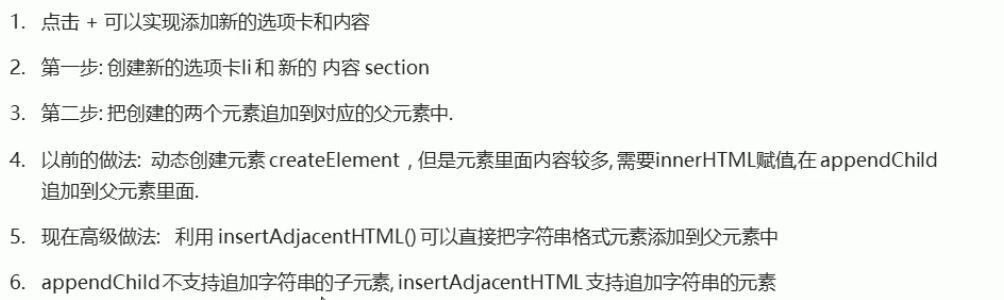 1. 点击 + 可以实现添加新的选项卡和内容
2. 第一步: 创建新的选项卡li 和 新的 内容 section
3. 第二步: 把创建的两个元素追加到对应的父元素中.
4. 以前的做法: 动态创建元素 createElement , 但是元素里面内容较多, 需要innerHTML赋值,在 appendChild
追加到父元素里面.
5. 现在高级做法: 利用 insertAdjacentHTML() 可以直接把字符串格式元素添加到父元素中
6. appendChild 不支持追加字符串的子元素, insertAdjacentHTML 支持追加字符串的元素